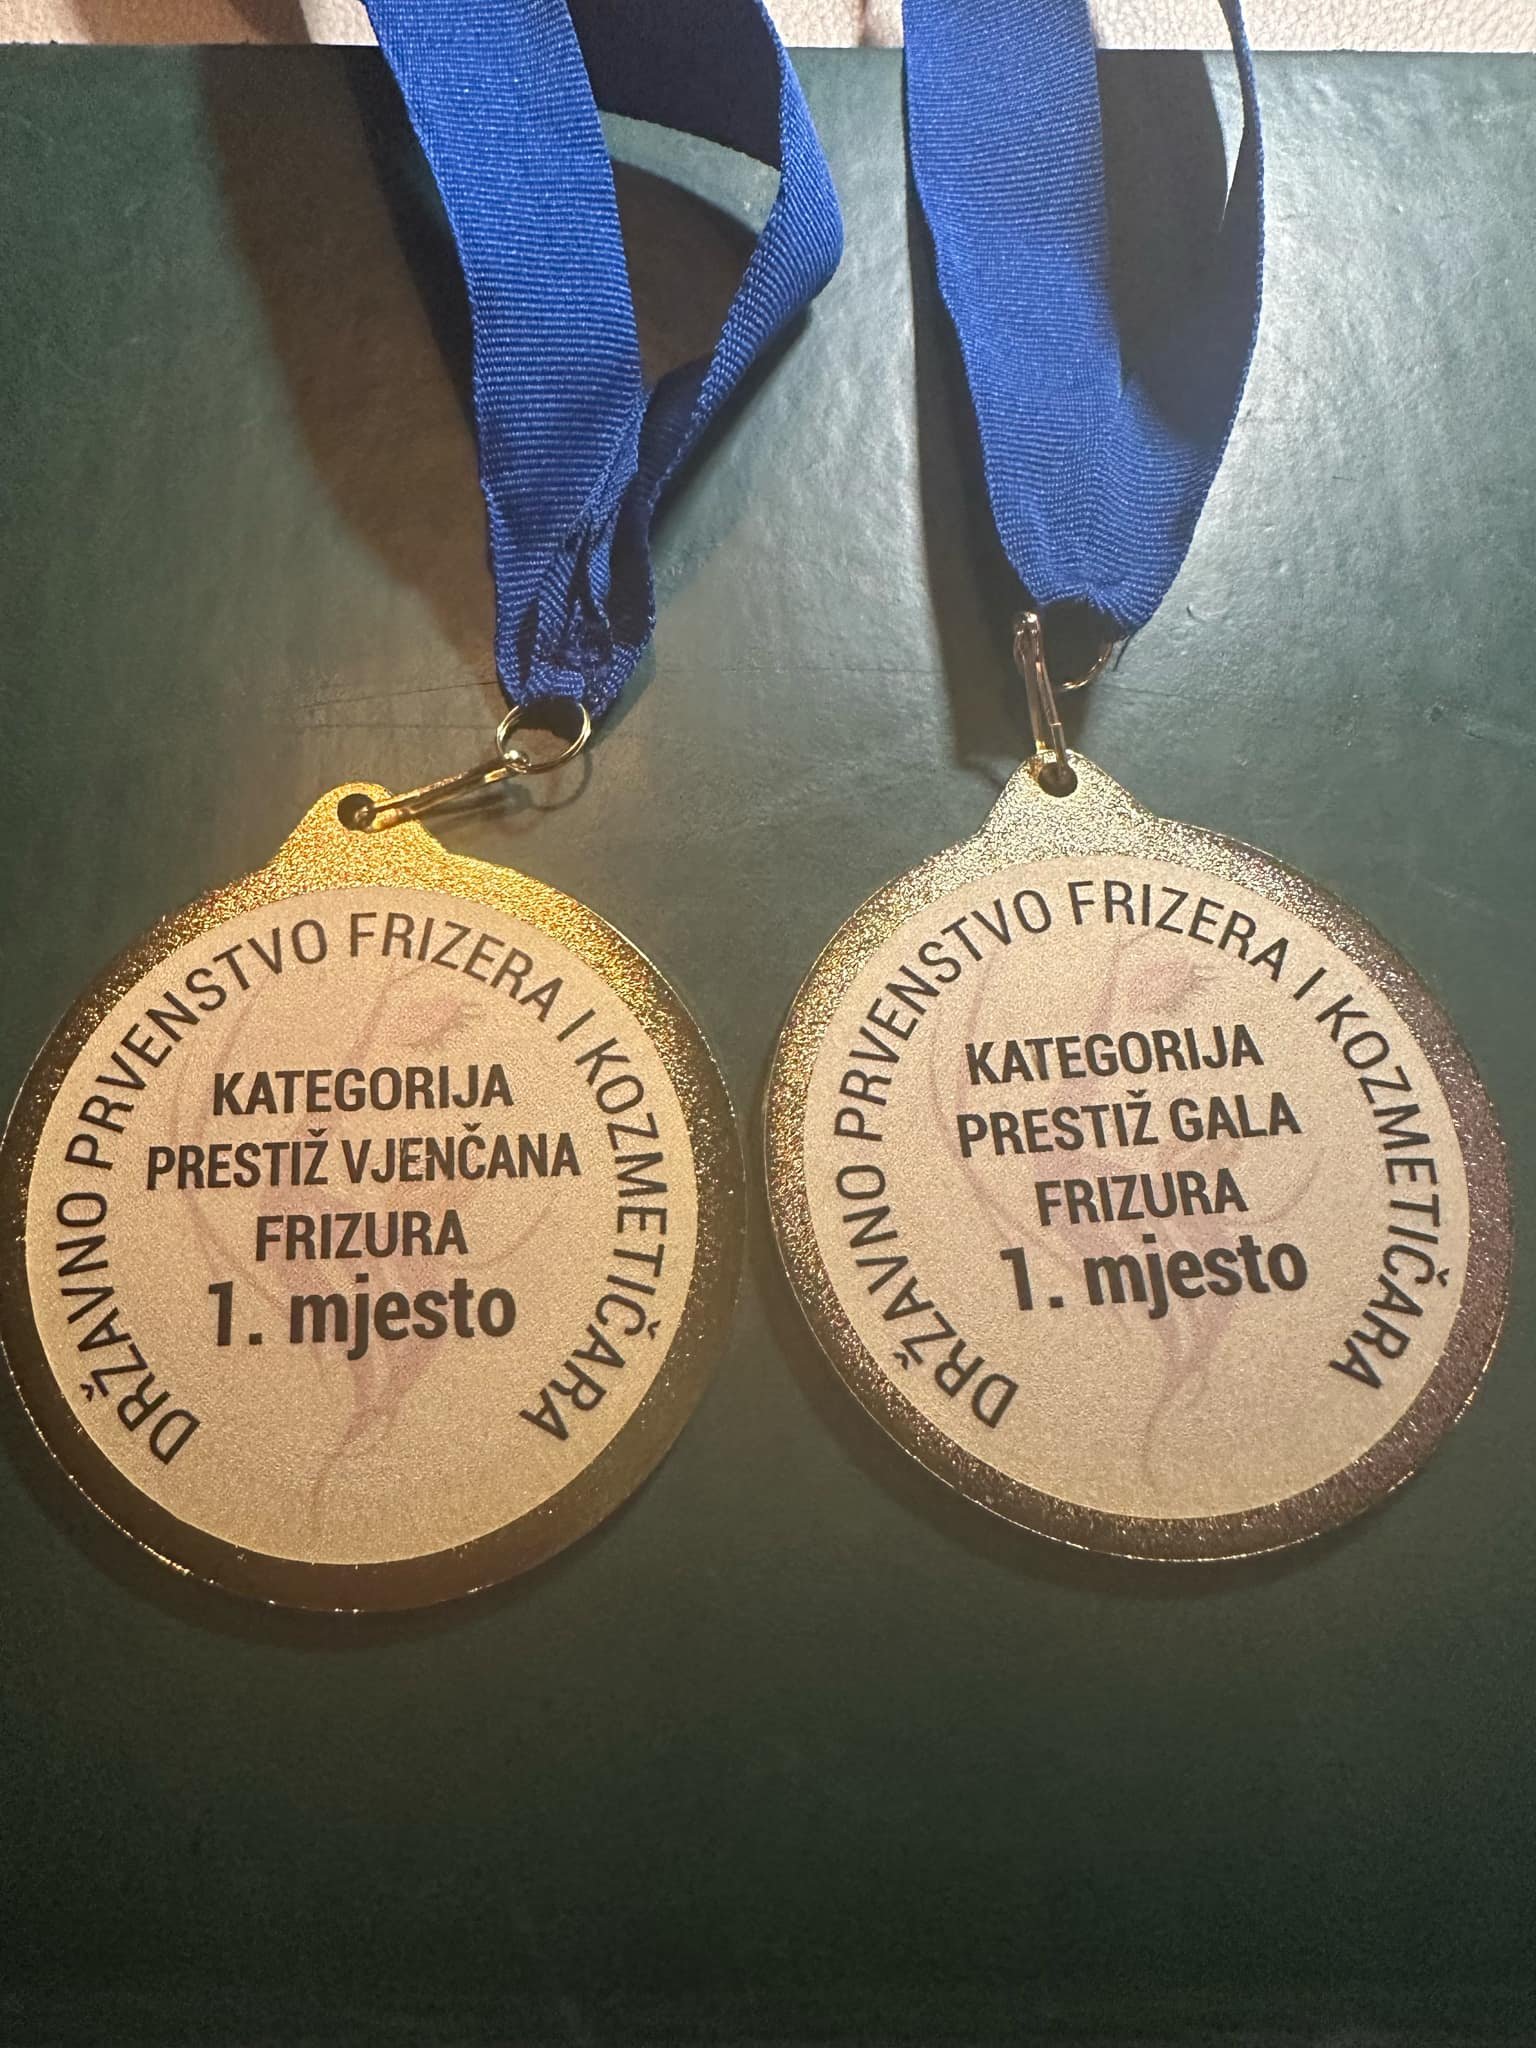 DRŽAVNO PRVENSTVO FRIZERA I KOZMETIČARA
KATEGORIJA
PRESTIŽ VJENČANA
FRIZURA
1. mjesto
DRŽAVNO PRVENSTVO FRIZERA I KOZMETIČARA
KATEGORIJA
PRESTIŽ GALA
FRIZURA
1. mjesto